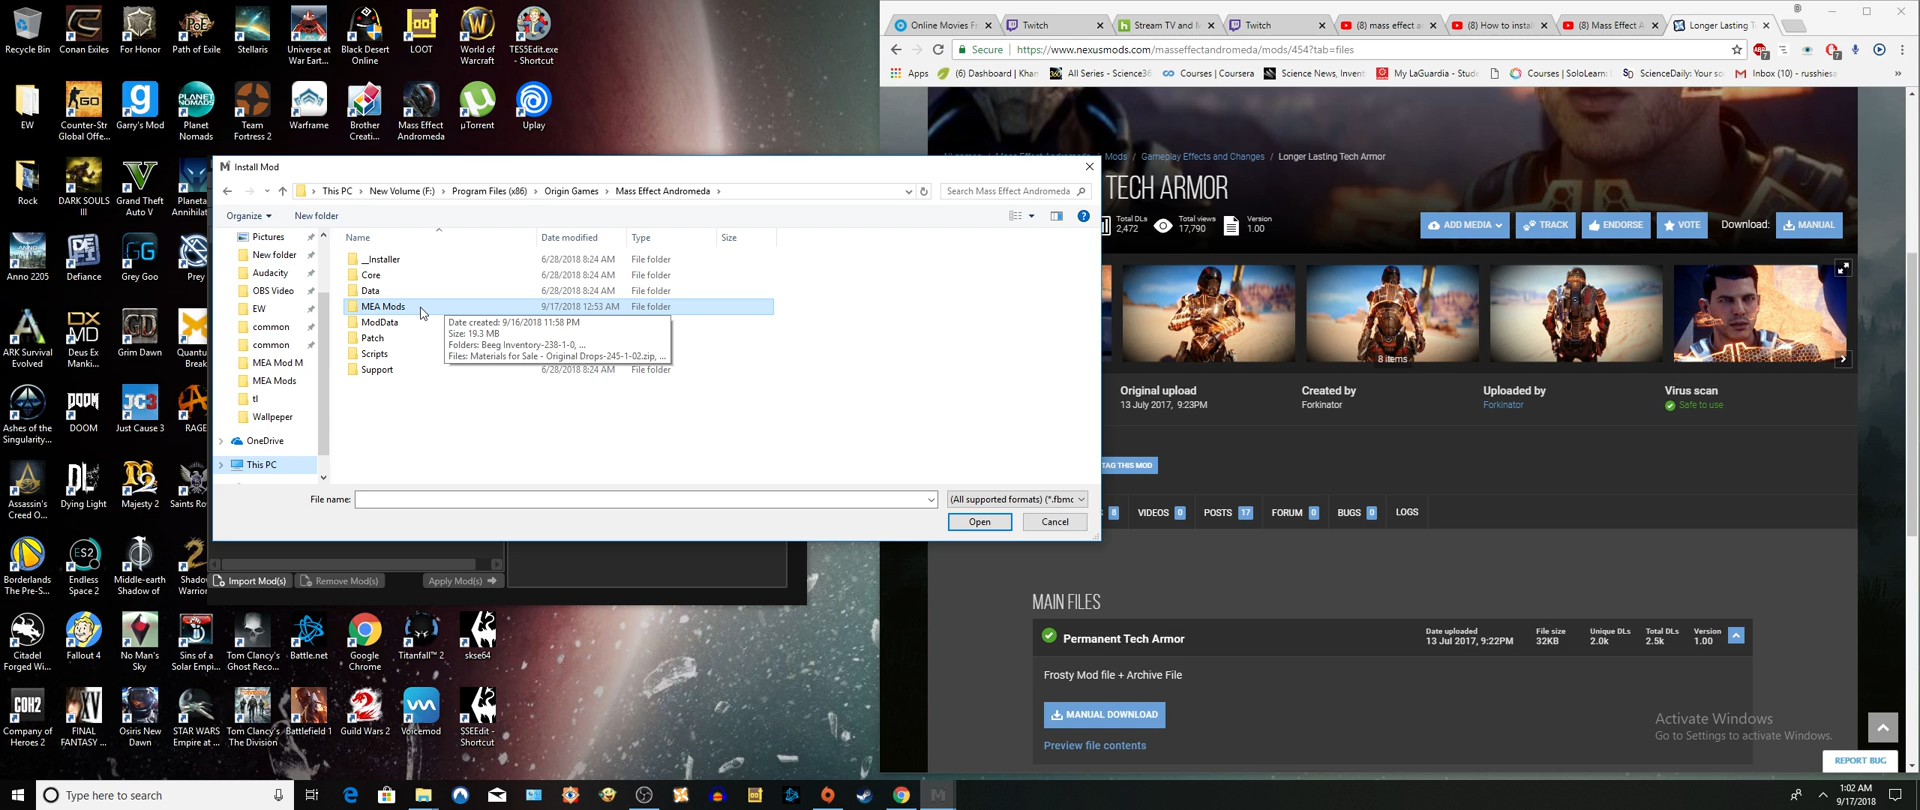 Recycle Bin
Conan Exiles
For Honor
Path of Exile
Stellaris
Universe at War Eart...
Black Desert Online
LOOT
World of Warcraft
TES5Edit.exe - Shortcut
EW
Counter-Str Global Offe...
Garry's Mod
Planet Nomads
Team Fortress 2
Warframe
Brother Creati...
Mass Effect Andromeda
µTorrent
Uplay
Rock
DARK SOULS III
Grand Theft Auto V
Planeta Annihilat
Anno 2205
Defiance
Grey Goo
Prey
ARK Survival Evolved
Deus Ex Manki...
Grim Dawn
Quantu Break
Ashes of the Singularity...
DOOM
Just Cause 3
RAGE
Assassin's Creed O...
Dying Light
Majesty 2
Saints Ro
Borderlands The Pre-S...
Endless Space 2
Middle-earth Shadow of
Shado Warrior
Citadel Forged Wi...
Fallout 4
No Man's Sky
Sins of a Solar Empi...
Tom Clancy's Ghost Reco...
Battle.net
Google Chrome
Titanfall™ 2
skse64
Company of Heroes 2
FINAL FANTASY ...
Osiris New Dawn
STAR WARS Empire at ...
Tom Clancy's The Division
Battlefield 1
Guild Wars 2
Voicemod
SSEEdit - Shortcut
Install Mod
This PC > New Volume (F:) > Program Files (x86) > Origin Games > Mass Effect Andromeda >
Search Mass Effect Andromeda
Organize
New folder
Name Date modified Type Size
Pictures
New folder
Audacity
OBS Video
EW
common
common
MEA Mod M
MEA Mods
tl
Wallpeper
OneDrive
This PC
__Installer 6/28/2018 8:24 AM File folder
Core 6/28/2018 8:24 AM File folder
Data 6/28/2018 8:24 AM File folder
MEA Mods 9/17/2018 12:53 AM File folder
ModData
Patch
Scripts
Support 6/28/2018 8:24 AM File folder
Date created: 9/16/2018 11:58 PM
Size: 19.3 MB
Folders: Beeg Inventory-238-1-0, ...
Files: Materials for Sale - Original Drops-245-1-02.zip, ...
File name:
(All supported formats) (*.fbmc
Open
Cancel
Import Mod(s)
Remove Mod(s)
Apply Mod(s)
Online Movies Fr
Twitch
Stream TV and M
Twitch
(8) mass effect a
(8) How to instal
(8) Mass Effect A
Longer Lasting T
Secure
https://www.nexusmods.com/masseffectandromeda/mods/454?tab=files
Apps
(6) Dashboard | Khan
All Series - Science36
Courses | Coursera
Science News, Invent
My LaGuardia - Stude
Courses | SoloLearn:
ScienceDaily: Your so
Inbox (10) - russhiesa
Mods / Gameplay Effects and Changes / Longer Lasting Tech Armor
TECH ARMOR
Total DLs 2,472
Total views 17,790
Version 1.00
ADD MEDIA
TRACK
ENDORSE
VOTE
Download:
MANUAL
8 items
Original upload
13 July 2017, 9:23PM
Created by
Forkinator
Uploaded by
Forkinator
Virus scan
Safe to use
TAG THIS MOD
8
VIDEOS 0
POSTS 17
FORUM 0
BUGS 0
LOGS
MAIN FILES
Permanent Tech Armor
Date uploaded 13 Jul 2017, 9:22PM
File size 32KB
Unique DLs 2.0k
Total DLs 2.5k
Version 1.00
Frosty Mod file + Archive File
MANUAL DOWNLOAD
Preview file contents
Activate Windows
Go to Settings to activate Windows.
REPORT BUG
Type here to search
1:02 AM
9/17/2018